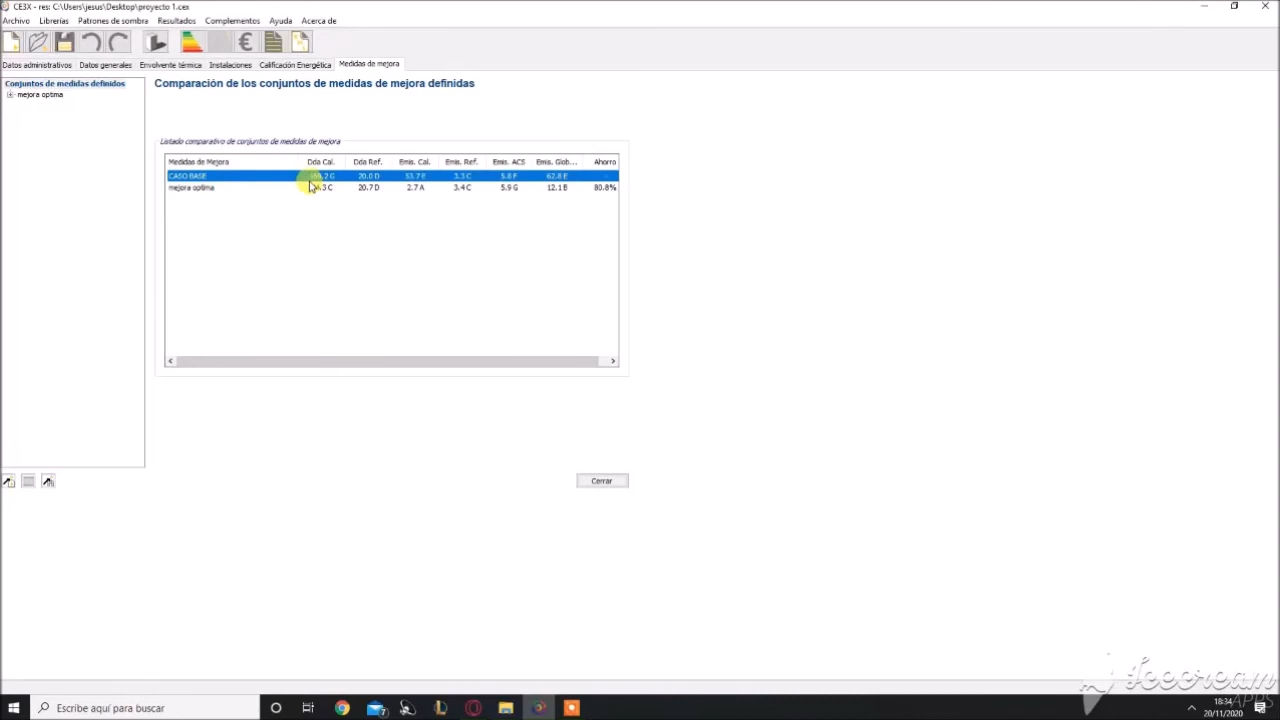 CE3X - res: C:\Users\jesus\Desktop\proyecto 1.cex
Archivo Librerías Patrones de sombra Resultados Complementos Ayuda Acerca de
Datos administrativos Datos generales Envolvente térmica Instalaciones Calificación Energética Medidas de mejora
Conjuntos de medidas definidos
mejora optima
Comparación de los conjuntos de medidas de mejora definidas
Listado comparativo de conjuntos de medidas de mejora
Medidas de Mejora Dda Cal. Dda Ref. Emis. Cal. Emis. Ref. Emis. ACS Emis. Glob... Ahorro
CASO BASE G 20.0 D 53.7 E 3.3 C 5.8 F 62.8 E -
mejora optima C 20.7 D 2.7 A 3.4 C 5.9 G 12.1 B 80.8%
Cerrar
Icecream
APPS
Escribe aquí para buscar
7
18:34
20/11/2020